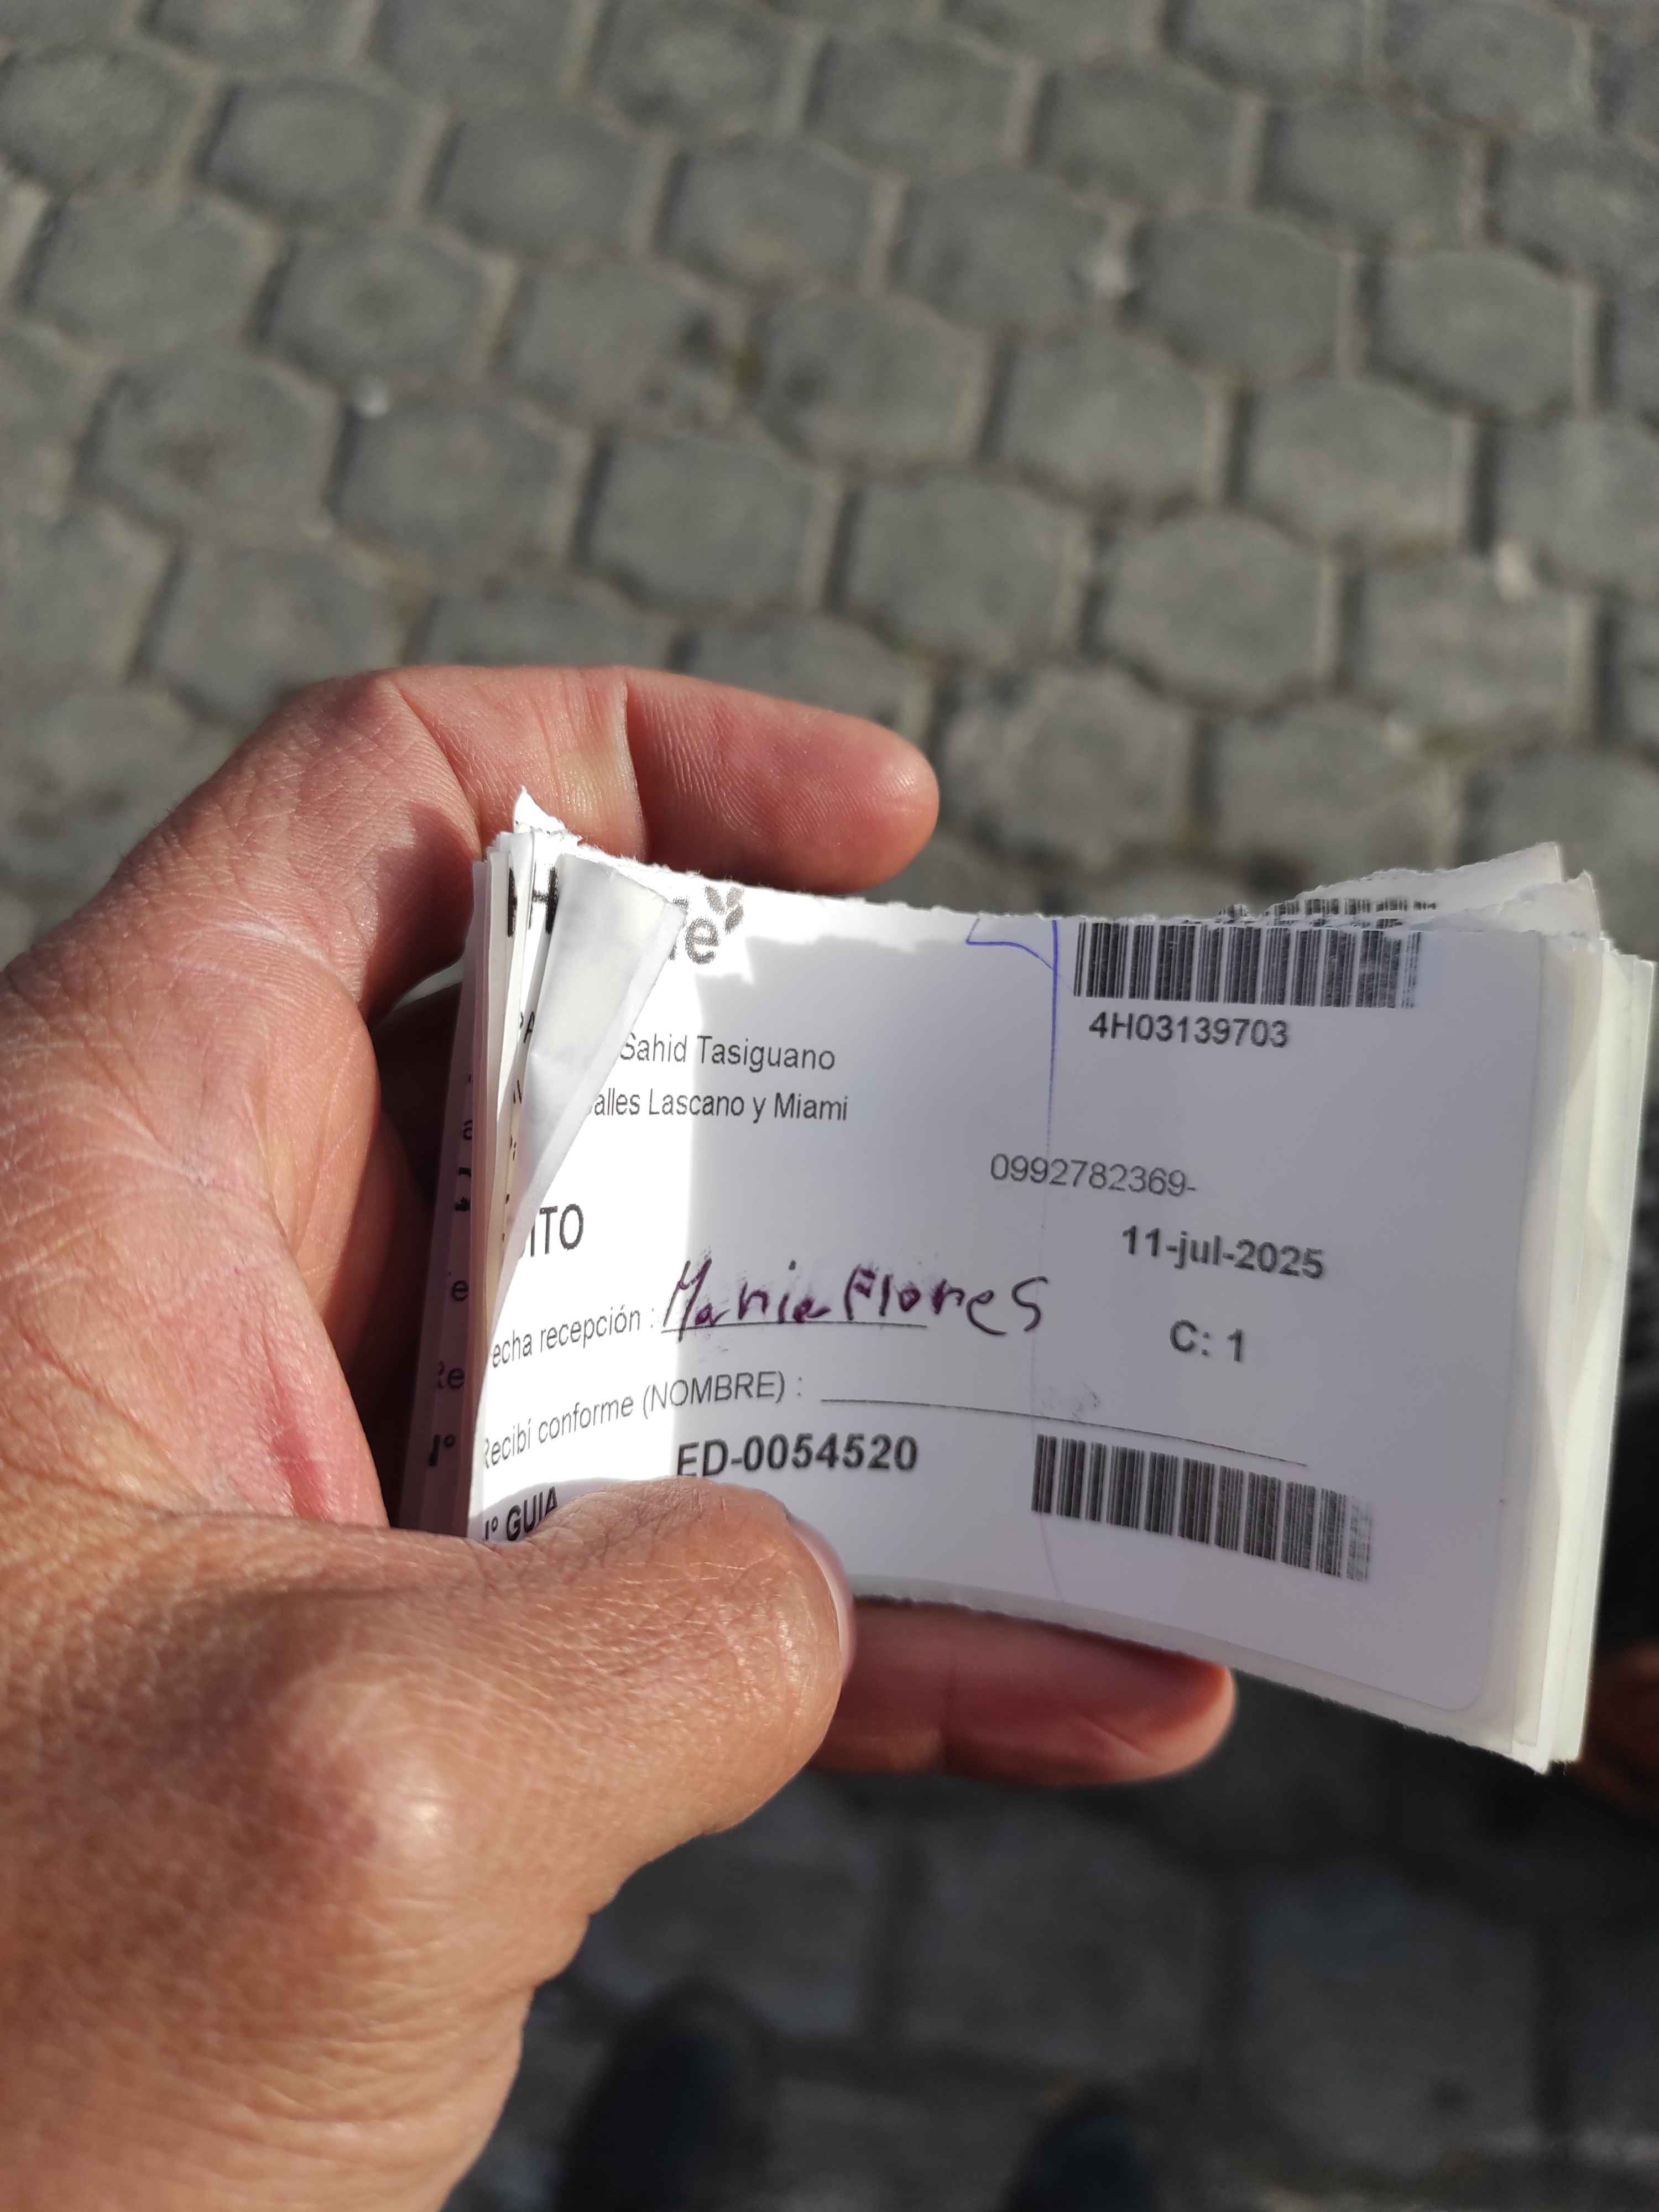 4H03139703
Sahid Tasiguano
alles Lascano y Miami
0992782369-
ITO
11-jul-2025
echa recepción : Maria Flores
C: 1
Recibí conforme (NOMBRE) :
ED-0054520
Nº GUIA